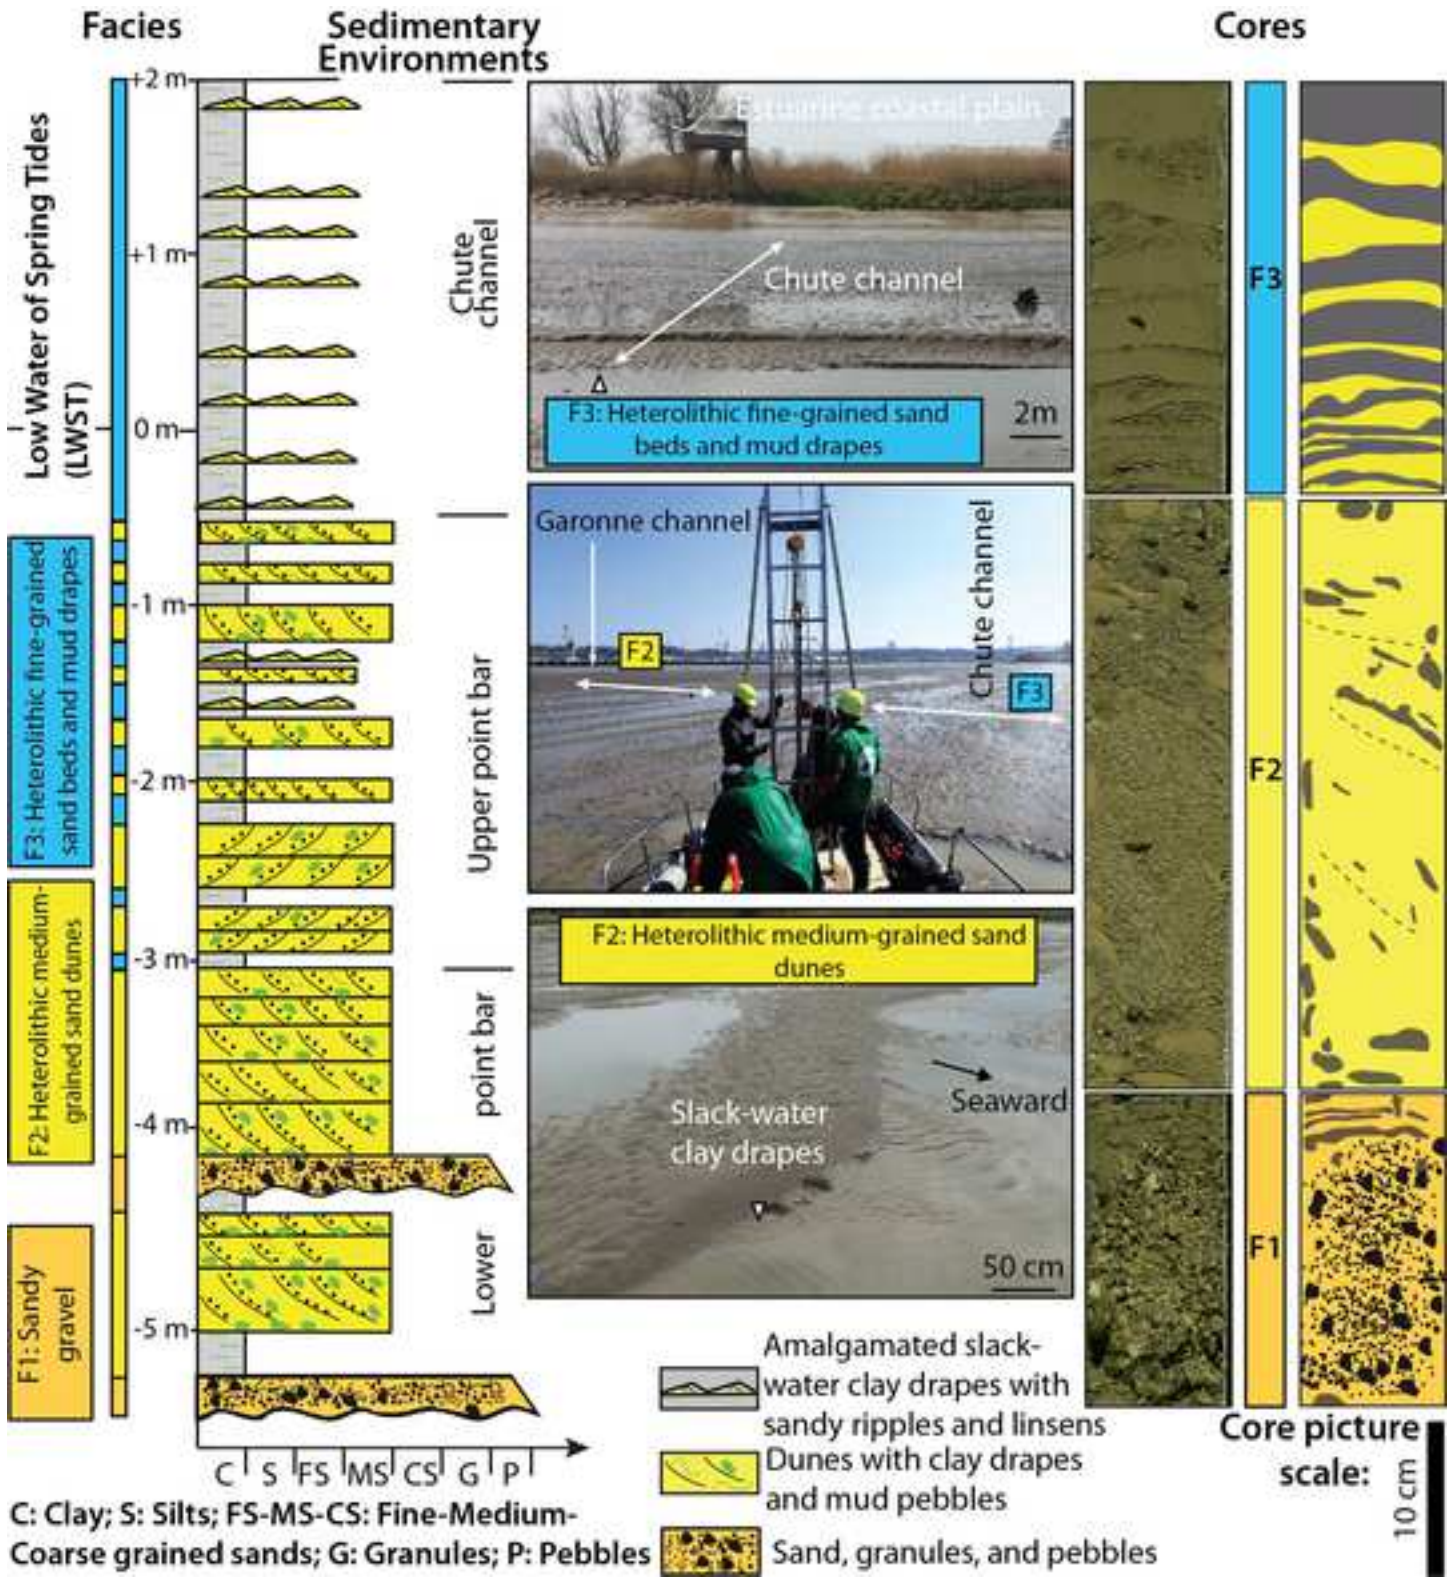 Facies
Sedimentary
Environments
Cores
Low Water of Spring Tides
(LWST)
+2 m
+1 m
0 m
-1 m
-2 m
-3 m
-4 m
-5 m
F3: Heterolithic fine-grained
sand beds and mud drapes
F2: Heterolithic medium-
grained sand dunes
F1: Sandy
gravel
Chute
channel
Upper point bar
point bar
Lower
Estuarine coastal plain
Chute channel
F3: Heterolithic fine-grained sand
beds and mud drapes
2m
Garonne channel
F2
Chute channel
F3
F2: Heterolithic medium-grained sand
dunes
Seaward
Slack-water
clay drapes
50 cm
F3
F2
F1
C S FS MS CS G P
C: Clay; S: Silts; FS-MS-CS: Fine-Medium-
Coarse grained sands; G: Granules; P: Pebbles
Amalgamated slack-
water clay drapes with
sandy ripples and linsens
Dunes with clay drapes
and mud pebbles
Sand, granules, and pebbles
Core picture
scale:
10 cm